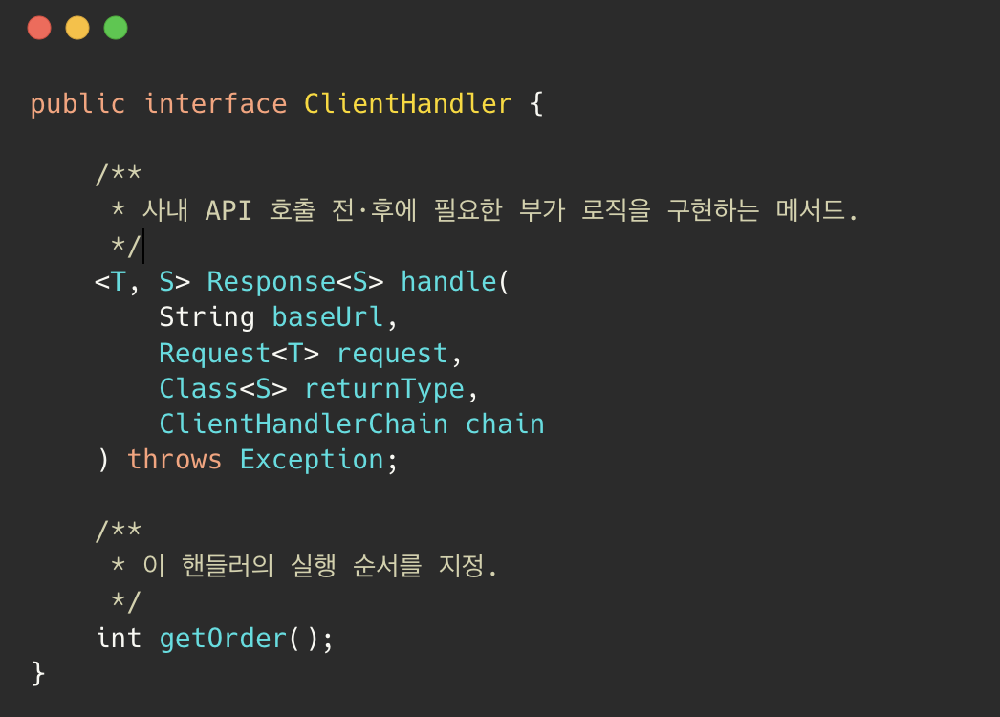 public interface ClientHandler {
/**
* 사내 API 호출 전·후에 필요한 부가 로직을 구현하는 메서드.
*/
<T, S> Response<S> handle(
String baseUrl,
Request<T> request,
Class<S> returnType,
ClientHandlerChain chain
) throws Exception;
/**
* 이 핸들러의 실행 순서를 지정.
*/
int getOrder();
}